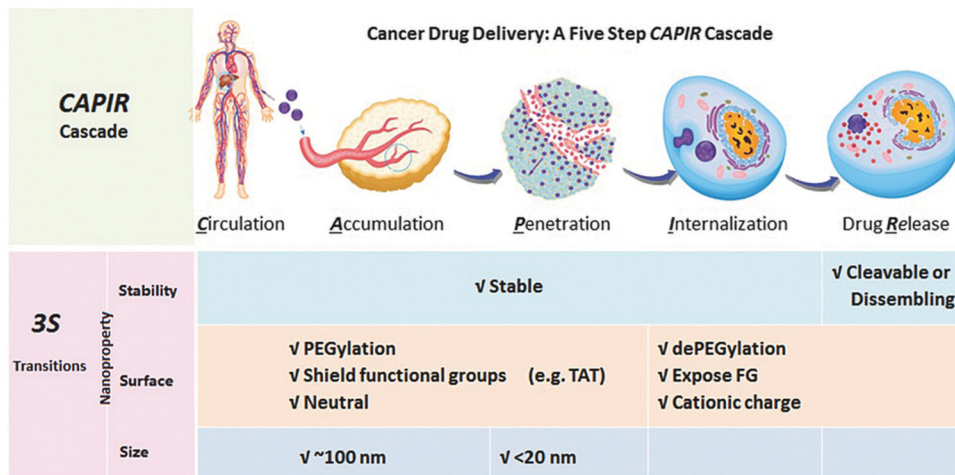 Cancer Drug Delivery: A Five Step CAPIR Cascade
CAPIR
Cascade
Circulation
Accumulation
Penetration
Internalization
Drug Release
3S
Transitions
Nanoproperty
Stability
√ Stable
√ Cleavable or
Dissembling
Surface
√ PEGylation
√ Shield functional groups (e.g. TAT)
√ Neutral
√ dePEGylation
√ Expose FG
√ Cationic charge
Size
√ ~100 nm
√ <20 nm